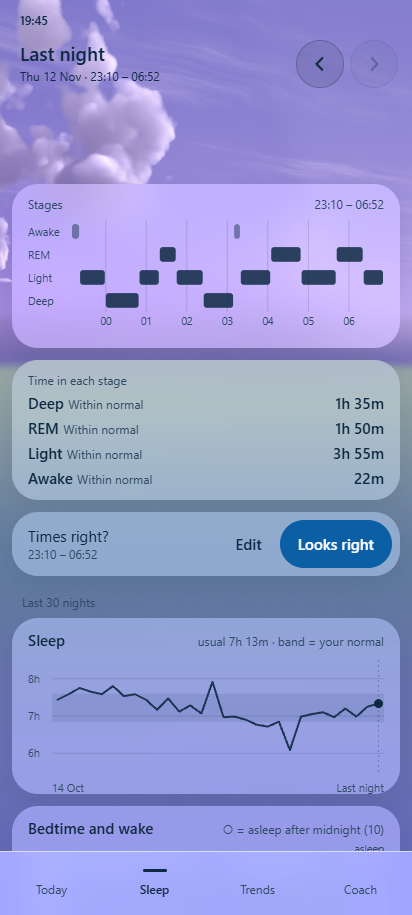 19:45
Last night
Thu 12 Nov · 23:10 – 06:52
Stages 23:10 – 06:52
Awake
REM
Light
Deep
00 01 02 03 04 05 06
Time in each stage
Deep Within normal 1h 35m
REM Within normal 1h 50m
Light Within normal 3h 55m
Awake Within normal 22m
Times right?
23:10 – 06:52
Edit
Looks right
Last 30 nights
Sleep usual 7h 13m · band = your normal
8h
7h
6h
14 Oct Last night
Bedtime and wake O = asleep after midnight (10)
asleep
Today Sleep Trends Coach